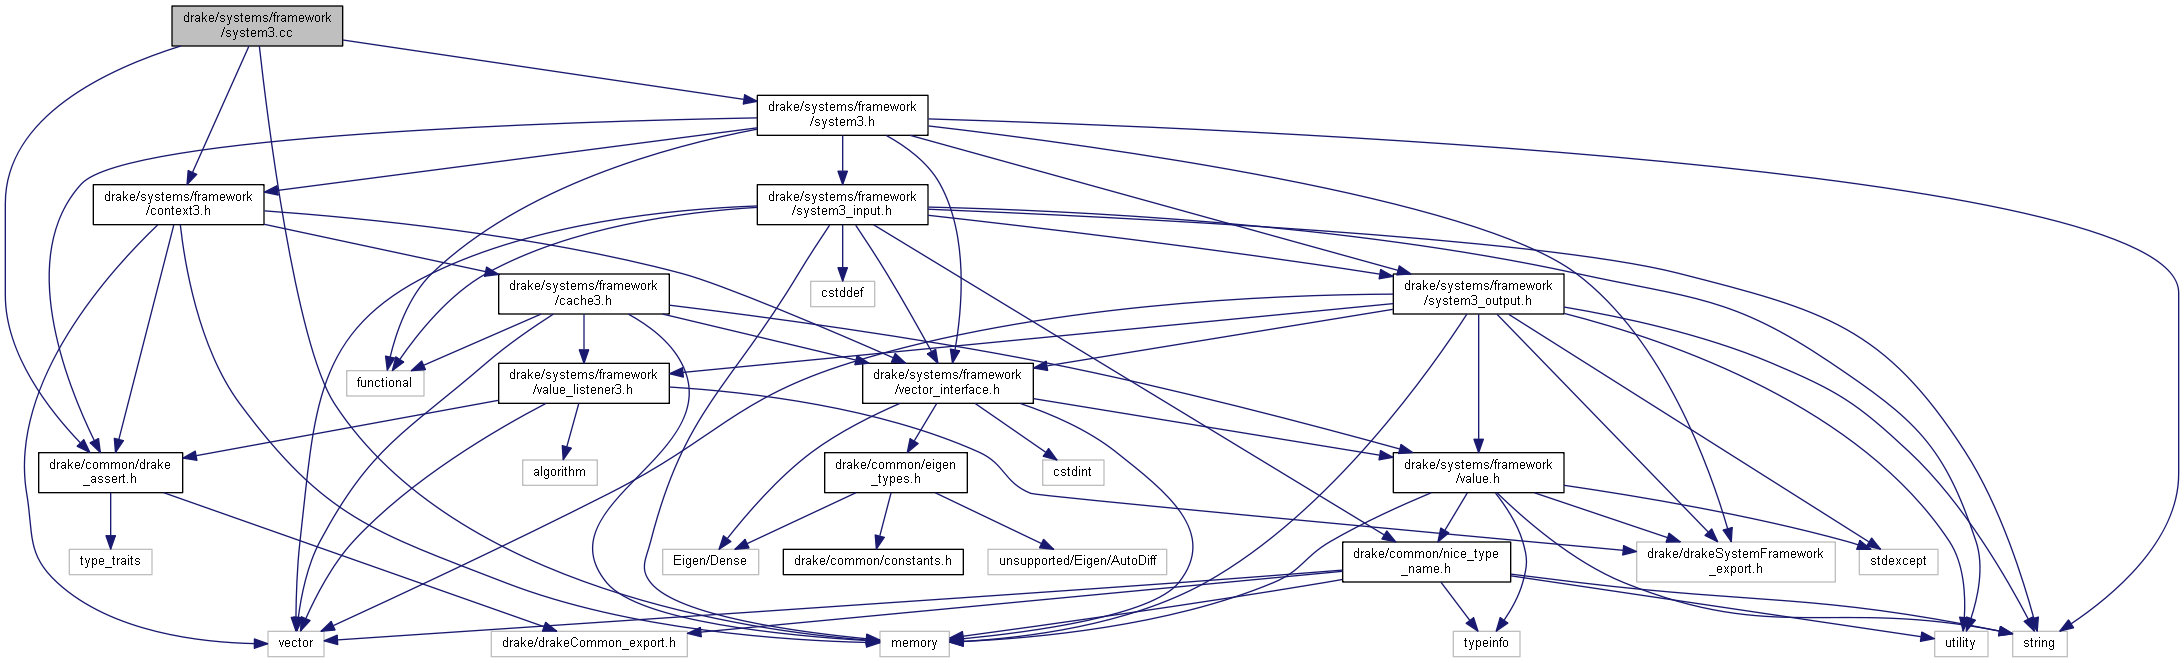 drake/systems/framework
/system3.cc
drake/systems/framework
/system3.h
drake/systems/framework
/context3.h
drake/systems/framework
/system3_input.h
drake/systems/framework
/cache3.h
cstddef
drake/systems/framework
/system3_output.h
functional
drake/systems/framework
/value_listener3.h
drake/systems/framework
/vector_interface.h
drake/common/drake
_assert.h
algorithm
drake/common/eigen
_types.h
cstdint
drake/systems/framework
/value.h
type_traits
Eigen/Dense
drake/common/constants.h
unsupported/Eigen/AutoDiff
drake/common/nice_type
_name.h
drake/drakeSystemFramework
_export.h
stdexcept
vector
drake/drakeCommon_export.h
memory
typeinfo
utility
string